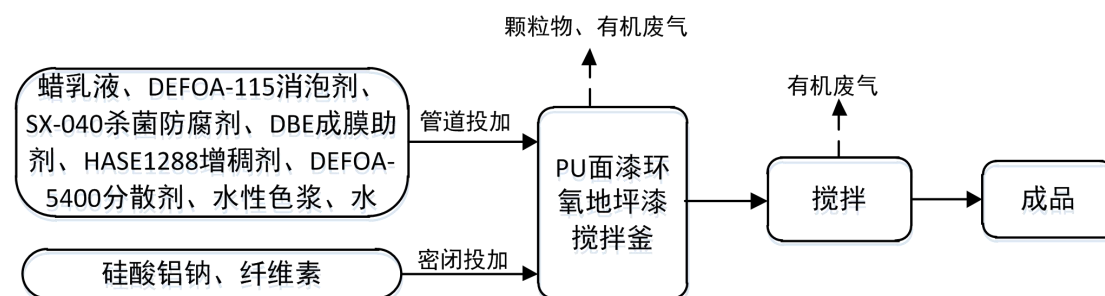 颗粒物、有机废气
蜡乳液、DEFOA-115消泡剂、
SX-040杀菌防腐剂、DBE成膜助
剂、HASE1288增稠剂、DEFOA-
5400分散剂、水性色浆、水
管道投加
硅酸铝钠、纤维素
密闭投加
PU面漆环
氧地坪漆
搅拌釜
有机废气
搅拌
成品